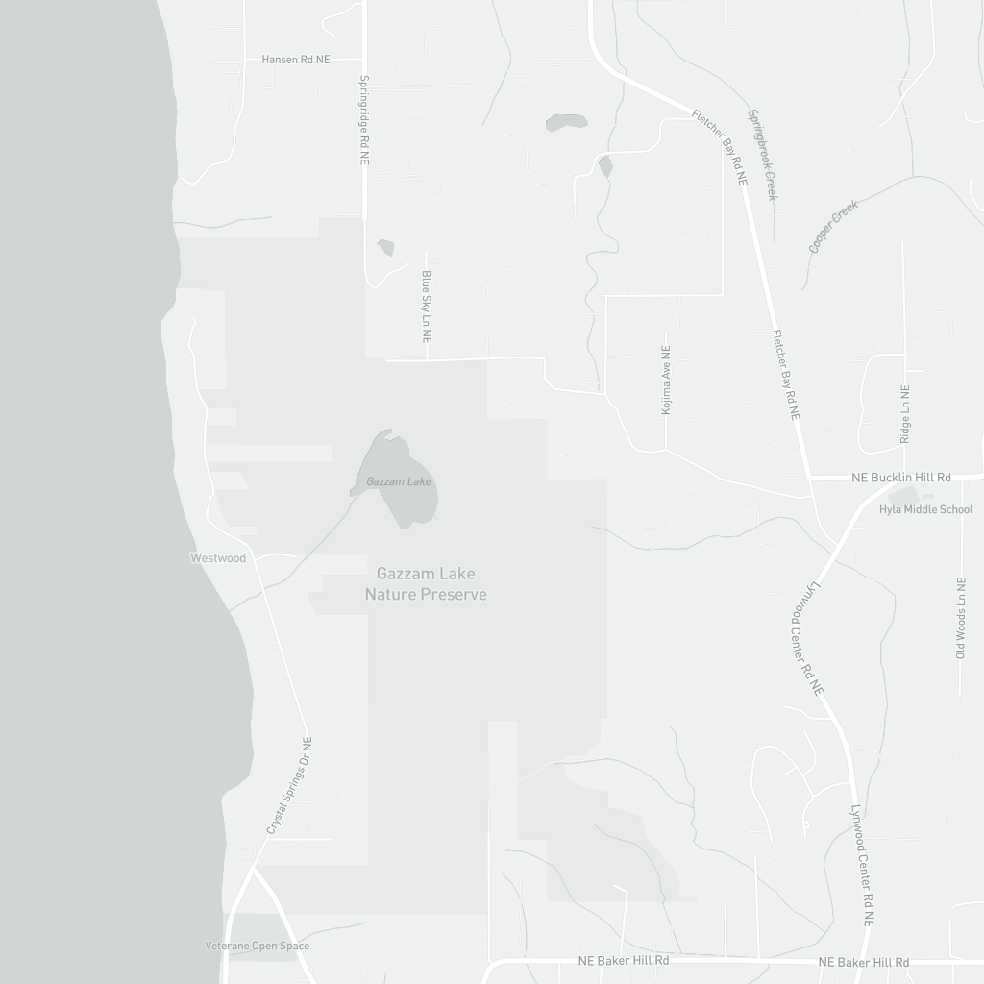 Hansen Rd NE
Springridge Rd NE
Fletcher Bay Rd NE
Springbrook Creek
Cooper Creek
Blue Sky Ln NE
Kojima Ave NE
Fletcher Bay Rd NE
Ridge Ln NE
NE Bucklin Hill Rd
Gazzam Lake
Hyla Middle School
Westwood
Gazzam Lake
Nature Preserve
Lynwood Center Rd NE
Old Woods Ln NE
Crystal Springs Dr NE
Lynwood Center Rd NE
Veterane Open Space
NE Baker Hill Rd
NE Baker Hill Rd